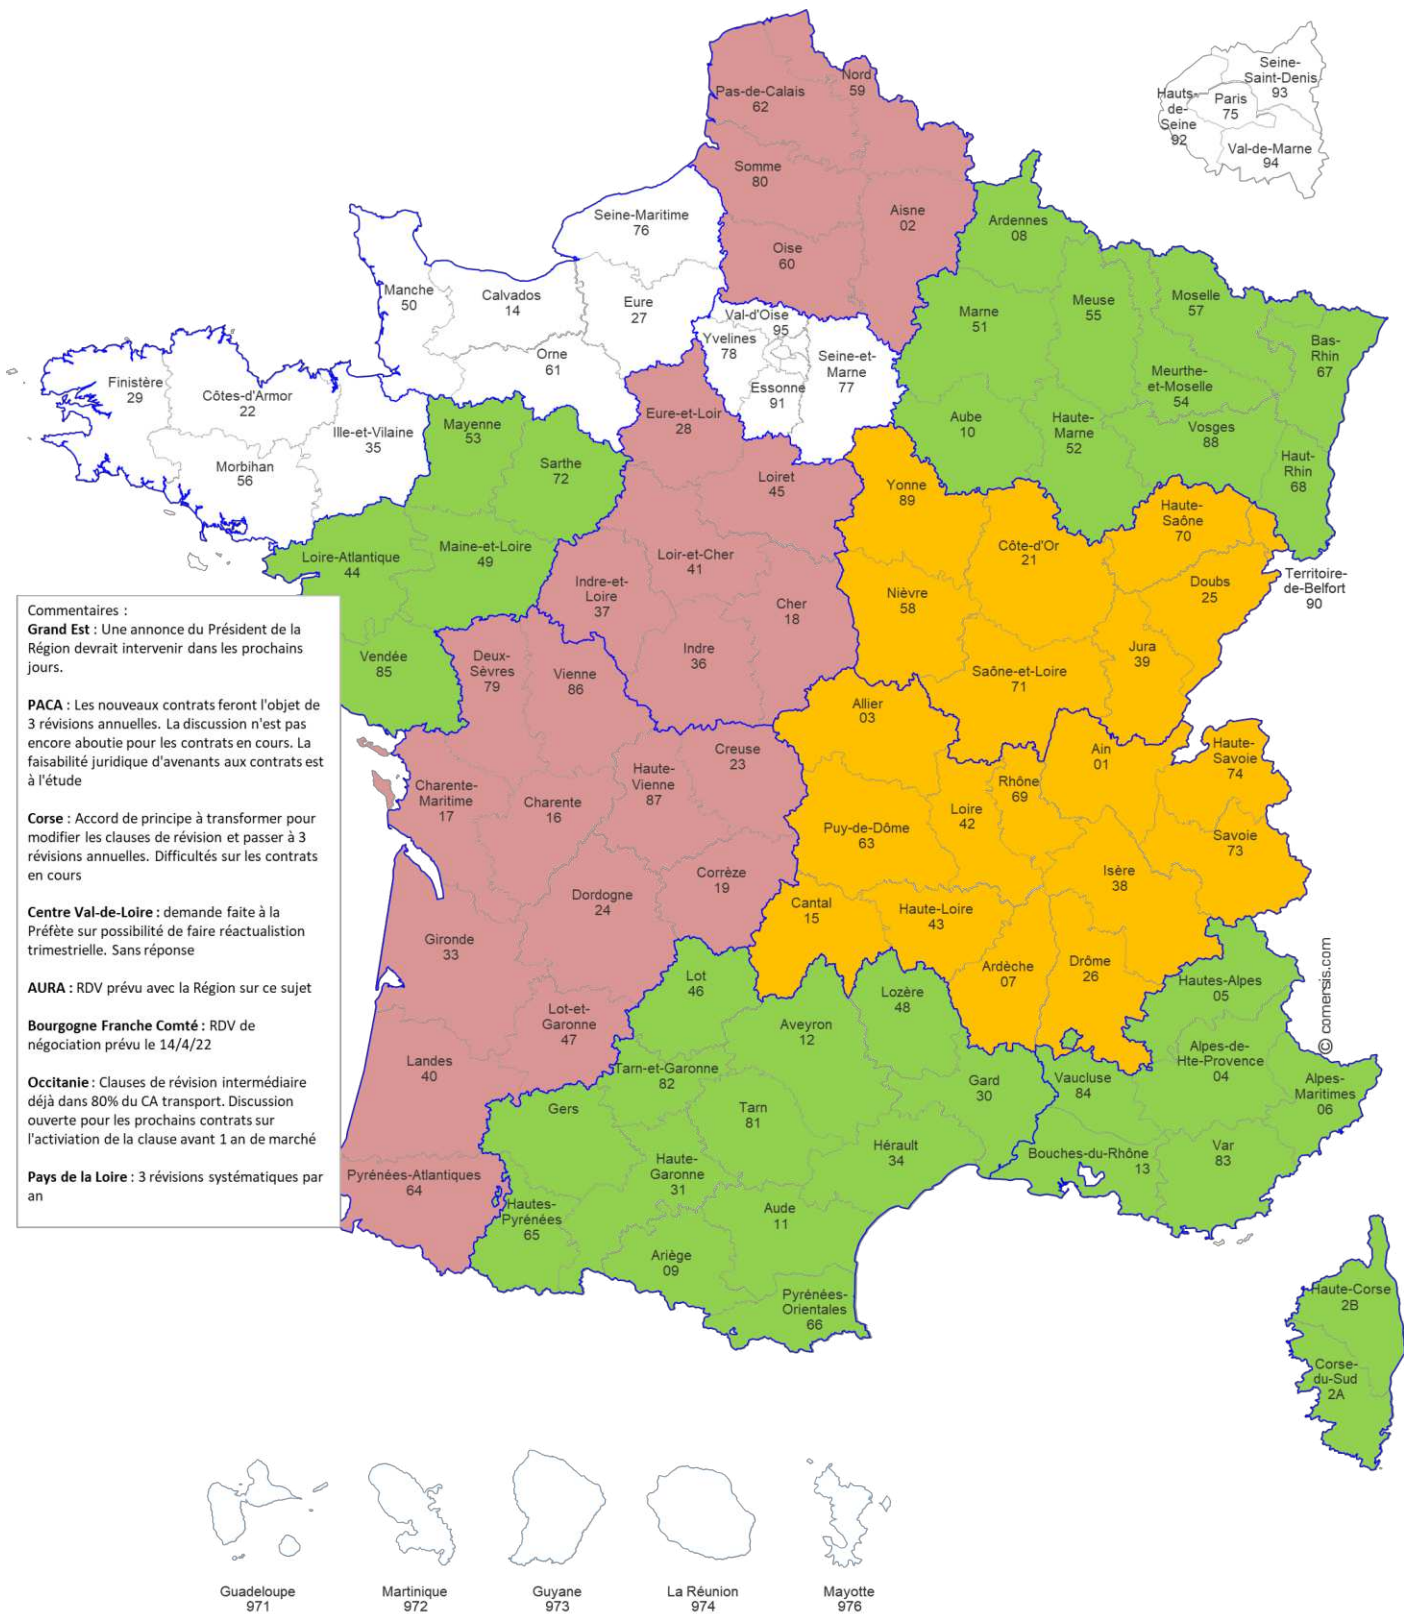 Seine-
Saint-Denis
93
Hauts-
de-
Seine
92
Paris
75
Val-de-Marne
94
Nord
59
Pas-de-Calais
62
Somme
80
Aisne
02
Oise
60
Ardennes
08
Seine-Maritime
76
Manche
50
Calvados
14
Eure
27
Orne
61
Val-d'Oise
95
Yvelines
78
Essonne
91
Seine-et-
Marne
77
Marne
51
Meuse
55
Moselle
57
Bas-
Rhin
67
Meurthe-
et-Moselle
54
Aube
10
Haute-
Marne
52
Vosges
88
Haut-
Rhin
68
Finistère
29
Côtes-d'Armor
22
Ille-et-Vilaine
35
Morbihan
56
Mayenne
53
Sarthe
72
Eure-et-Loir
28
Loiret
45
Yonne
89
Côte-d'Or
21
Haute-
Saône
70
Doubs
25
Territoire-
de-Belfort
90
Loire-Atlantique
44
Maine-et-Loire
49
Indre-et-
Loire
37
Loir-et-Cher
41
Cher
18
Indre
36
Nièvre
58
Saône-et-Loire
71
Jura
39
Vendée
85
Deux-
Sèvres
79
Vienne
86
Allier
03
Ain
01
Haute-
Savoie
74
Creuse
23
Haute-
Vienne
87
Charente-
Maritime
17
Charente
16
Puy-de-Dôme
63
Loire
42
Rhône
69
Savoie
73
Isère
38
Corrèze
19
Dordogne
24
Cantal
15
Haute-Loire
43
Ardèche
07
Drôme
26
Gironde
33
Lot-et-
Garonne
47
Landes
40
Lot
46
Aveyron
12
Lozère
48
Hautes-Alpes
05
Alpes-de-
Hte-Provence
04
Alpes-
Maritimes
06
Vaucluse
84
Gard
30
Tarn-et-Garonne
82
Gers
Tarn
81
Hérault
34
Bouches-du-Rhône
13
Var
83
Pyrénées-Atlantiques
64
Hautes-
Pyrénées
65
Haute-
Garonne
31
Aude
11
Ariège
09
Pyrénées-
Orientales
66
Haute-Corse
2B
Corse-
du-Sud
2A
© comersis.com
Commentaires :
Grand Est : Une annonce du Président de la
Région devrait intervenir dans les prochains
jours.
PACA : Les nouveaux contrats feront l'objet de
3 révisions annuelles. La discussion n'est pas
encore aboutie pour les contrats en cours. La
faisabilité juridique d'avenants aux contrats est
à l'étude
Corse : Accord de principe à transformer pour
modifier les clauses de révision et passer à 3
révisions annuelles. Difficultés sur les contrats
en cours
Centre Val-de-Loire : demande faite à la
Préfète sur possibilité de faire réactualistion
trimestrielle. Sans réponse
AURA : RDV prévu avec la Région sur ce sujet
Bourgogne Franche Comté : RDV de
négociation prévu le 14/4/22
Occitanie : Clauses de révision intermédiaire
déjà dans 80% du CA transport. Discussion
ouverte pour les prochains contrats sur
l'activiation de la clause avant 1 an de marché
Pays de la Loire : 3 révisions systématiques par
an
Guadeloupe
971
Martinique
972
Guyane
973
La Réunion
974
Mayotte
976